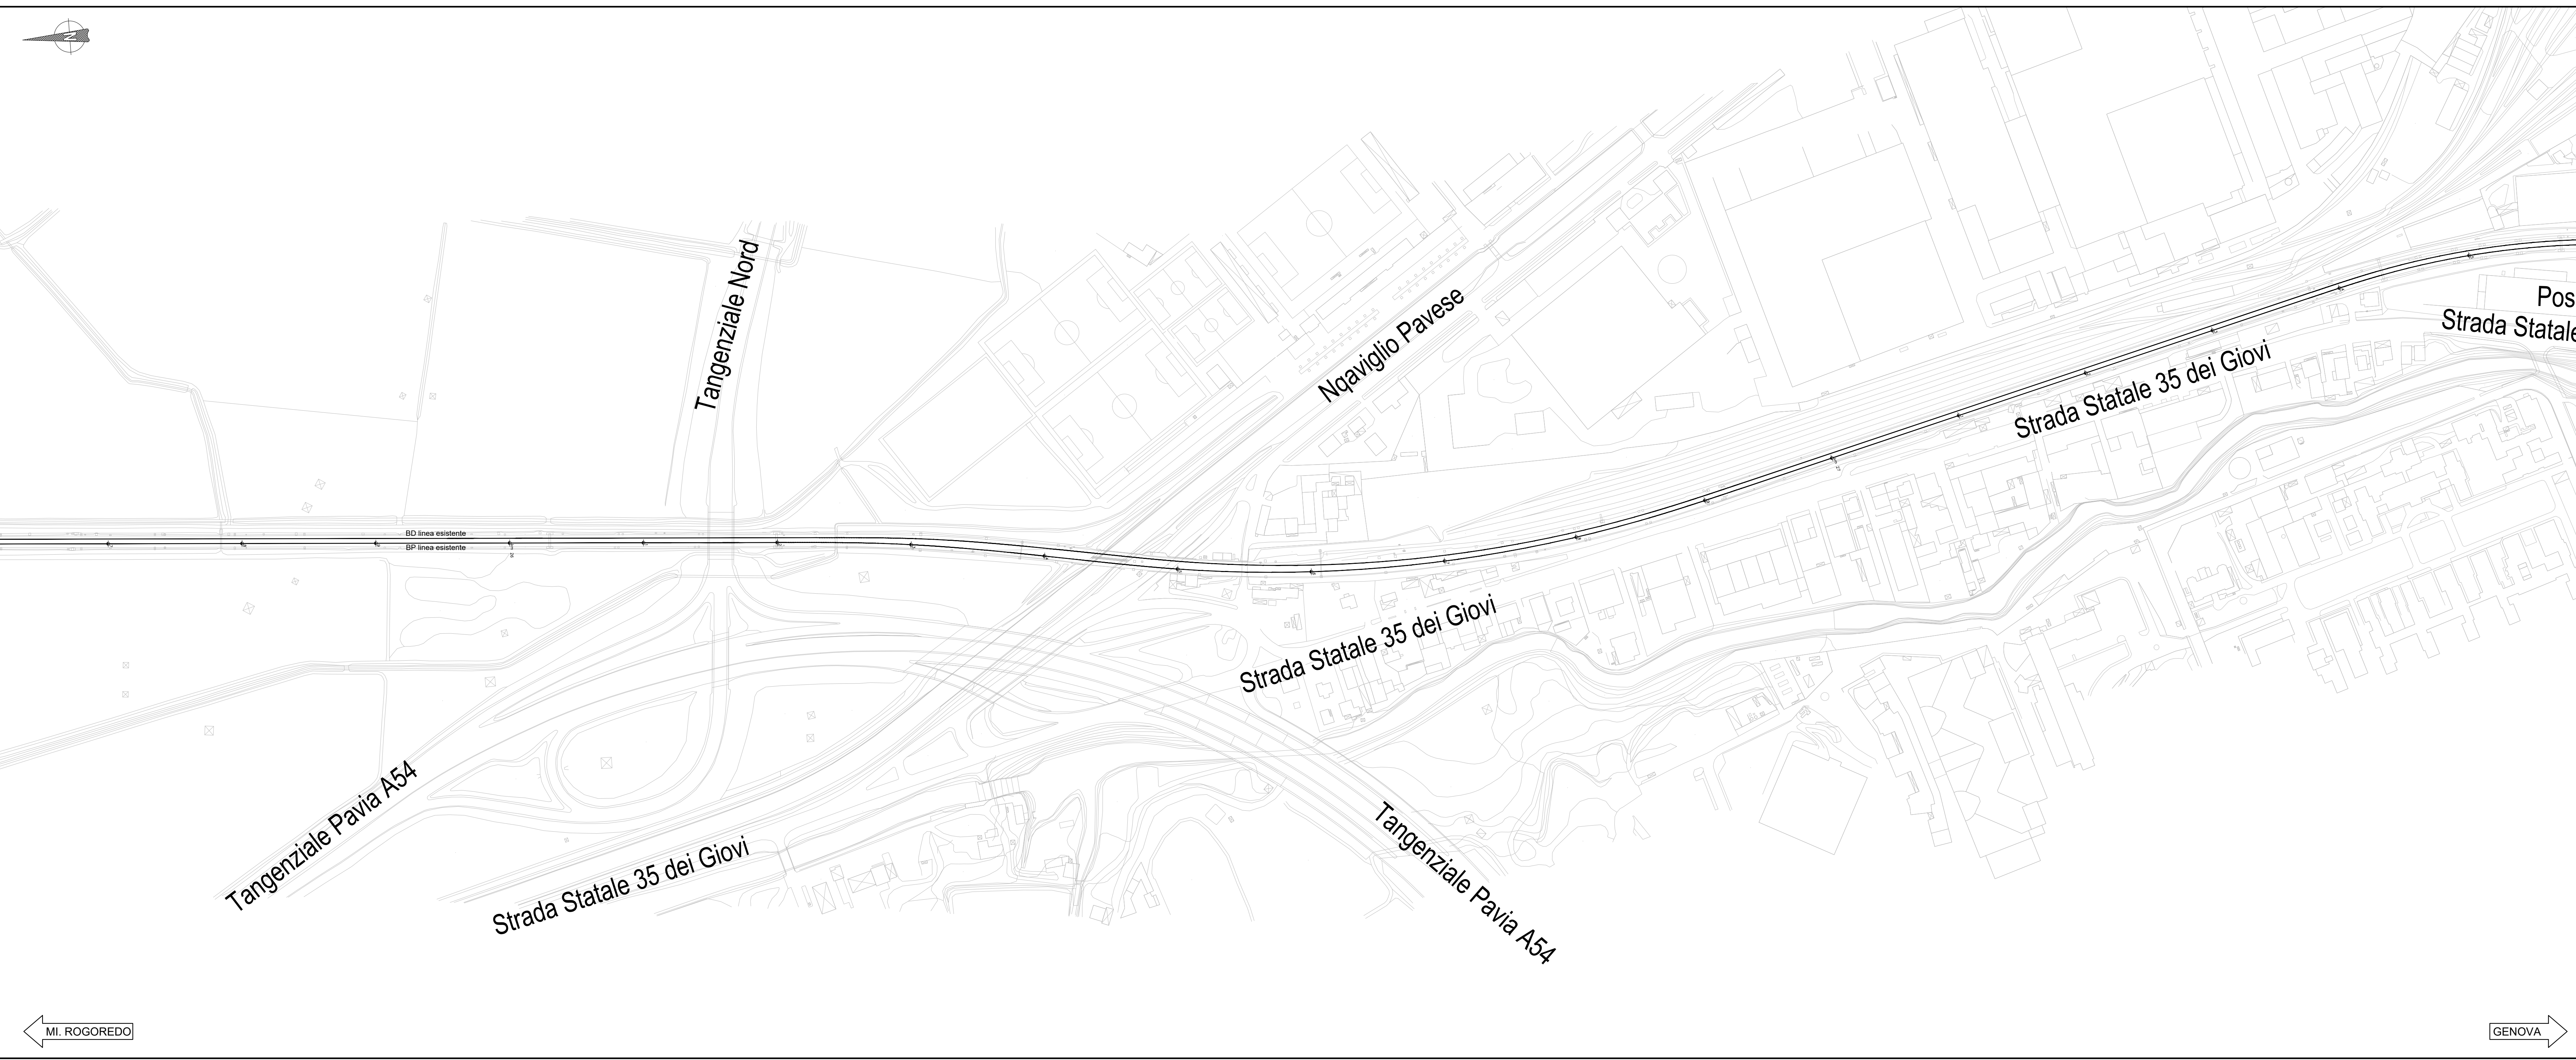 N
Tangenziale Nord
Nqaviglio Pavese
Pos
Strada Statale
Strada Statale 35 dei Giovi
BD linea esistente
BP linea esistente
Strada Statale 35 dei Giovi
Tangenziale Pavia A54
Strada Statale 35 dei Giovi
Tangenziale Pavia A54
MI. ROGOREDO
GENOVA